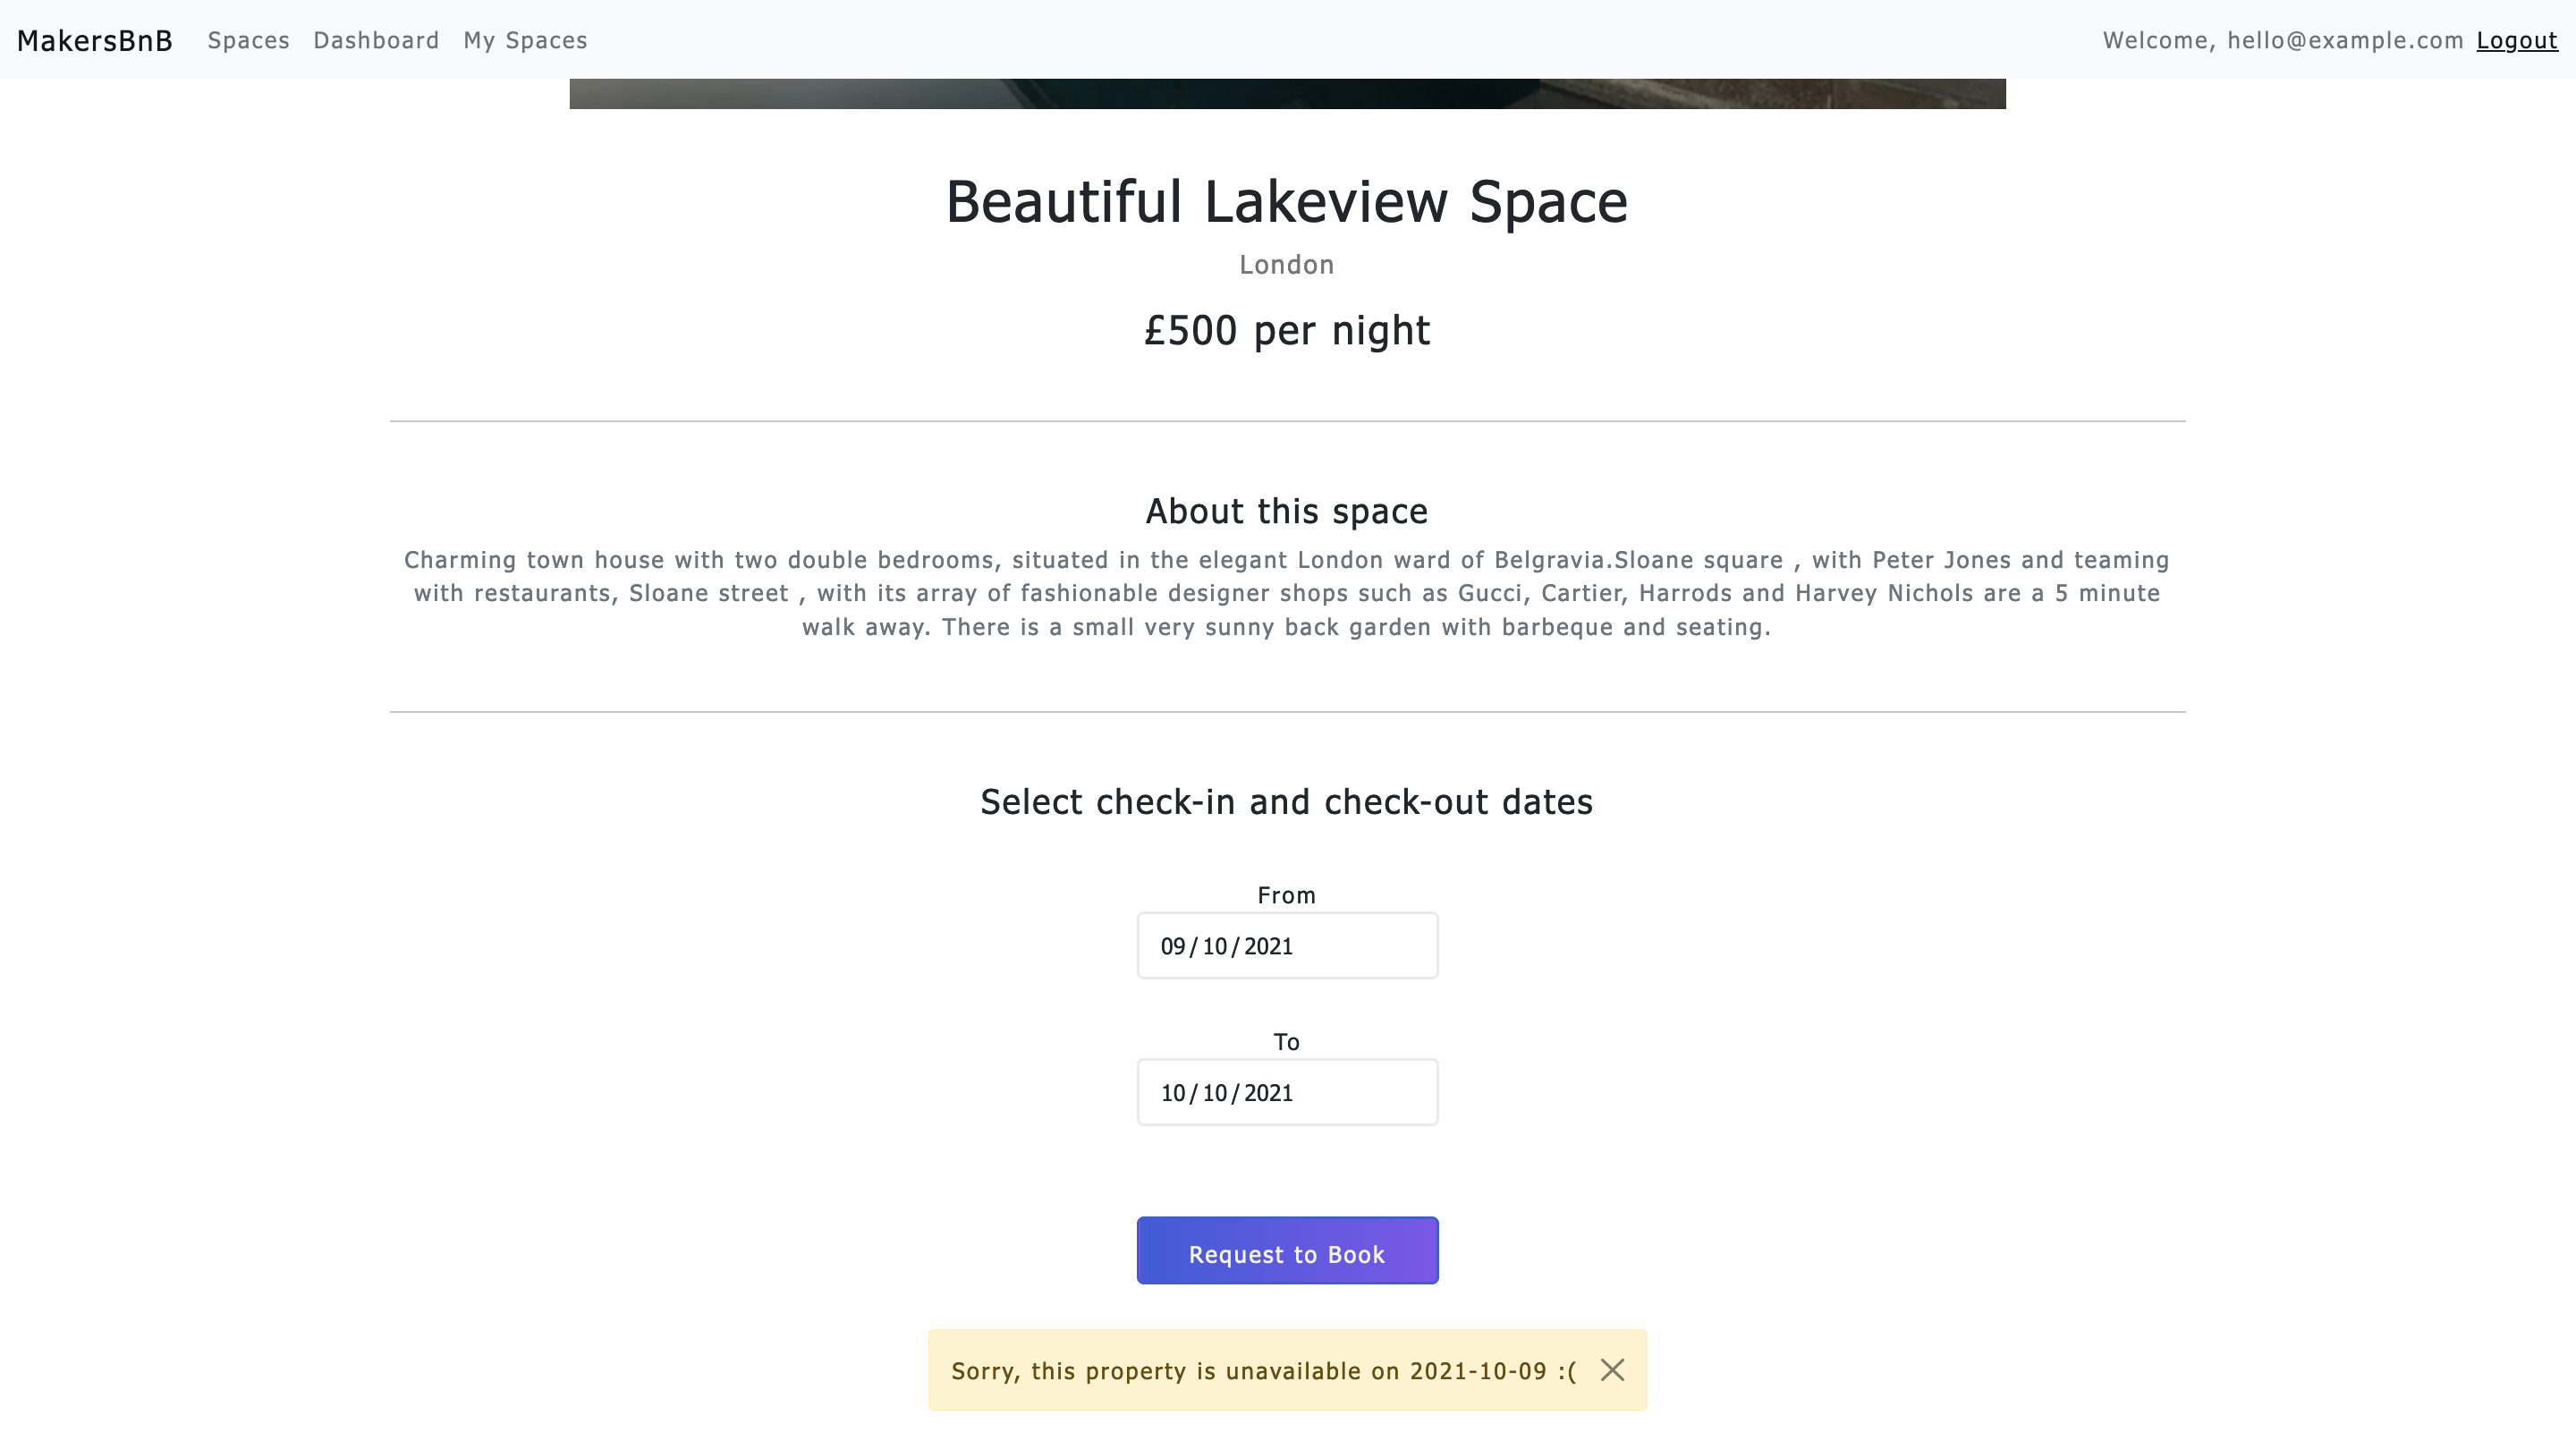 MakersBnB Spaces Dashboard My Spaces Welcome, hello@example.com Logout
Beautiful Lakeview Space
London
£500 per night
About this space
Charming town house with two double bedrooms, situated in the elegant London ward of Belgravia.Sloane square , with Peter Jones and teaming
with restaurants, Sloane street , with its array of fashionable designer shops such as Gucci, Cartier, Harrods and Harvey Nichols are a 5 minute
walk away. There is a small very sunny back garden with barbeque and seating.
Select check-in and check-out dates
From
09/10/2021
To
10/10/2021
Request to Book
Sorry, this property is unavailable on 2021-10-09 :(